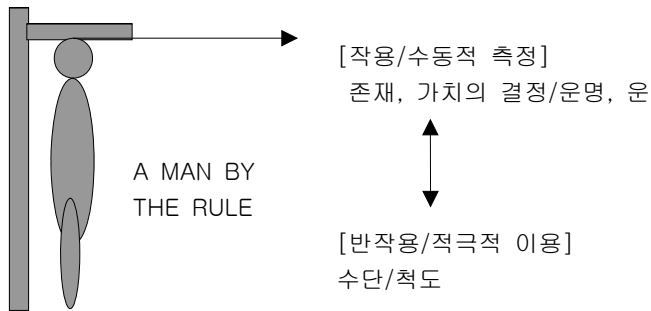 [작용/수동적 측정]
존재, 가치의 결정/운명, 운
A MAN BY
THE RULE
[반작용/적극적 이용]
수단/척도